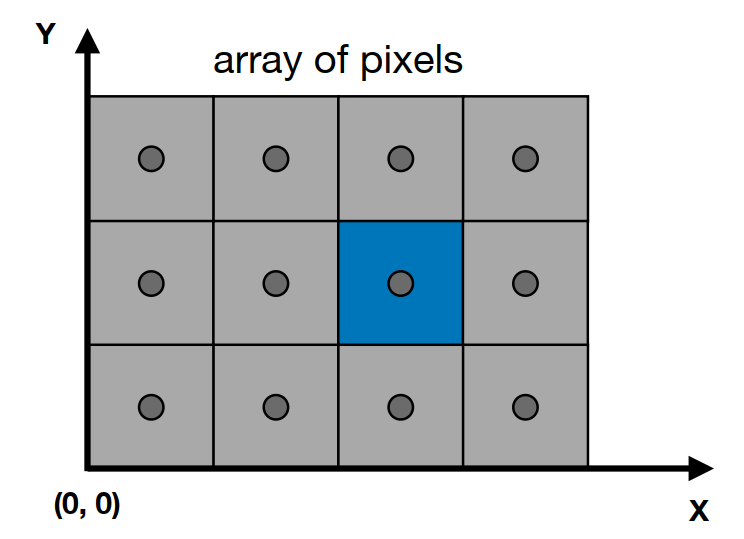 Y
array of pixels
(0, 0)
X